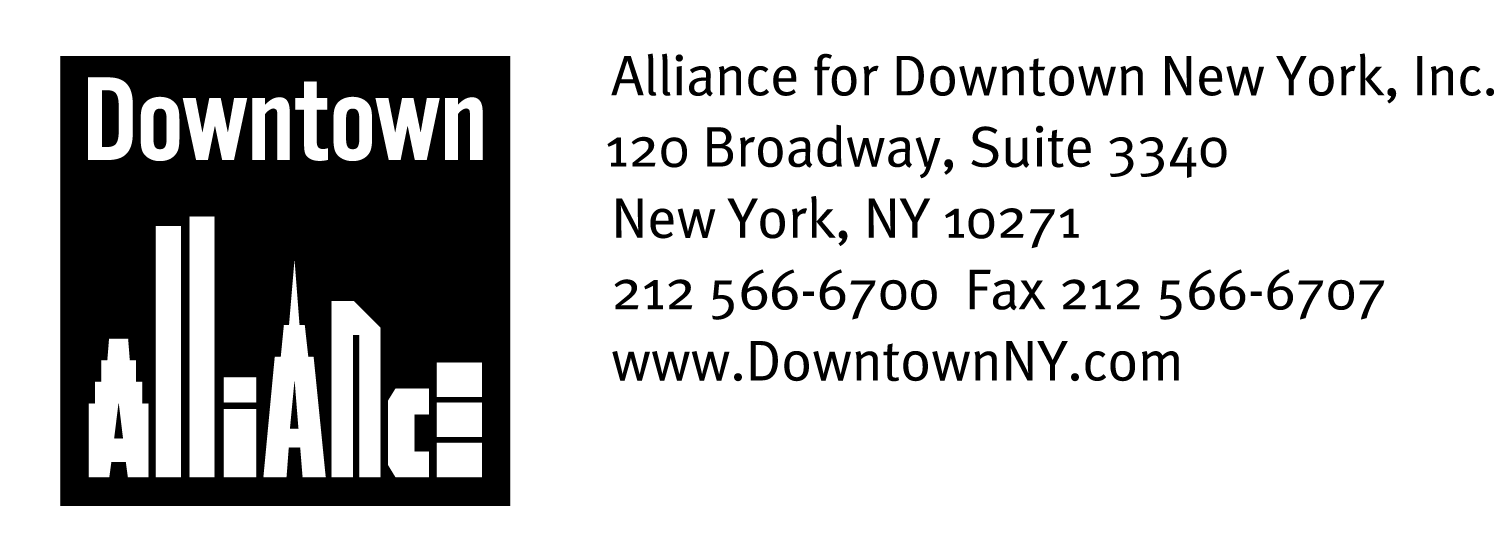 Downtown
Alliance
Alliance for Downtown New York, Inc.
120 Broadway, Suite 3340
New York, NY 10271
212 566-6700  Fax 212 566-6707
www.DowntownNY.com